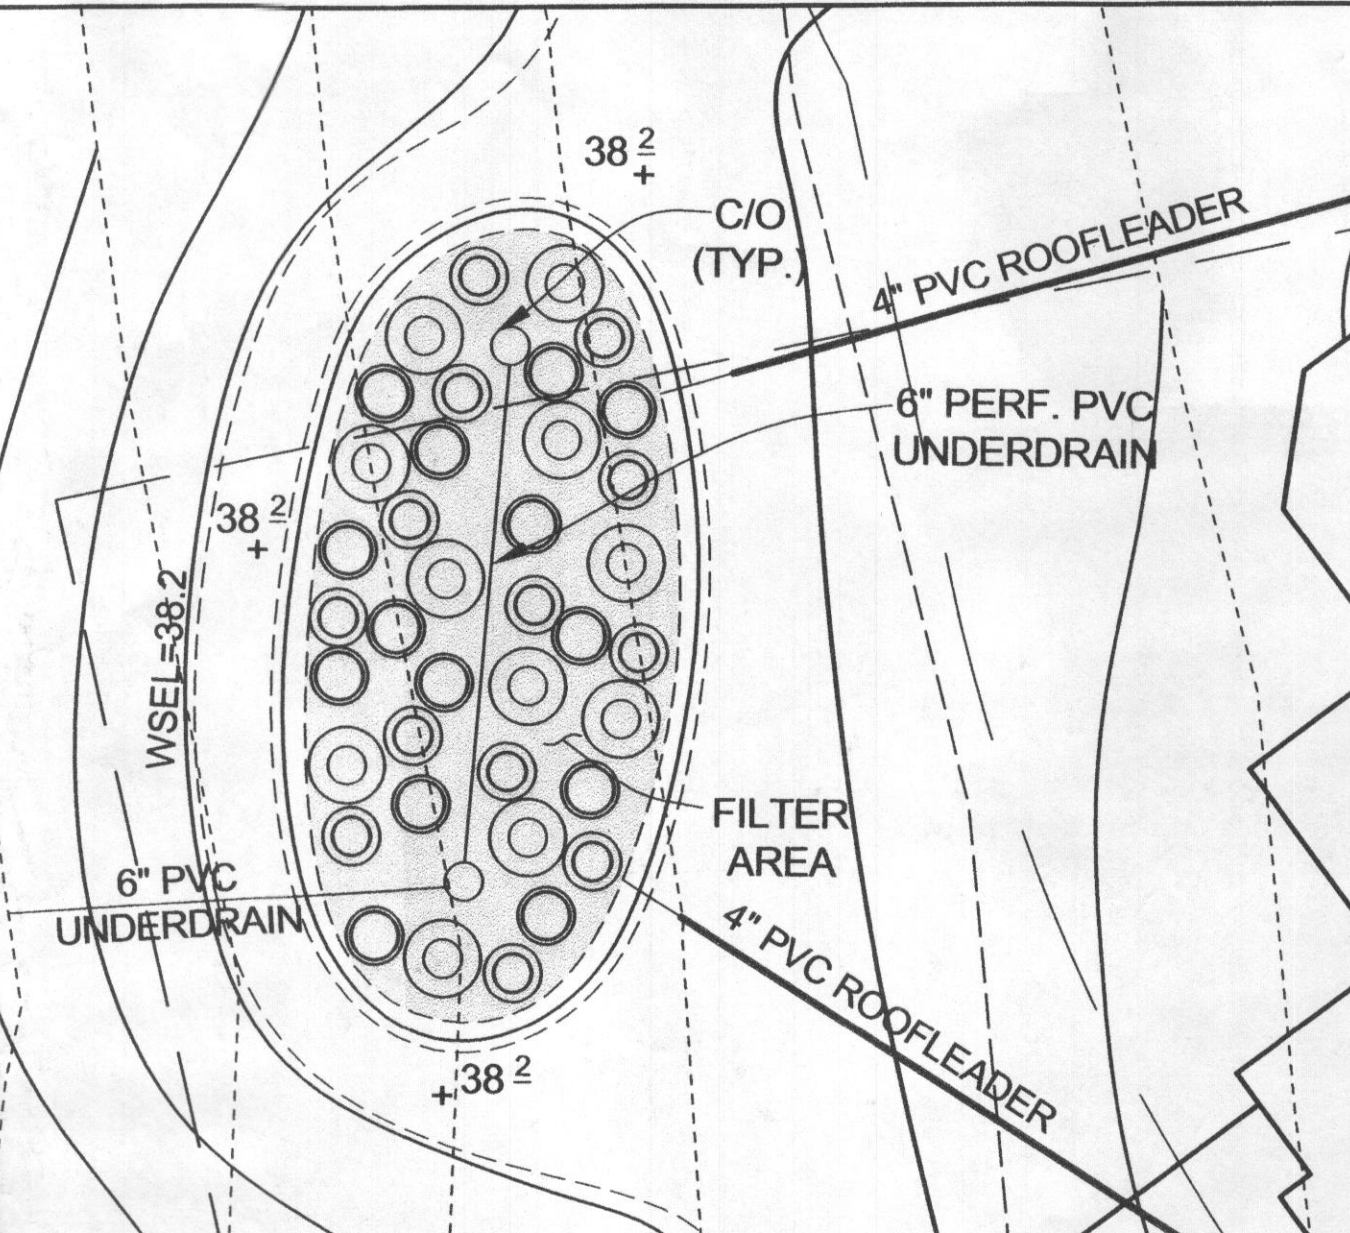 38 2
+
C/O
(TYP.)
4" PVC ROOFLEADER
6" PERF. PVC
UNDERDRAIN
38 2
+
WSEL=38.2
FILTER
AREA
6" PVC
UNDERDRAIN
4" PVC ROOFLEADER
+ 38 2